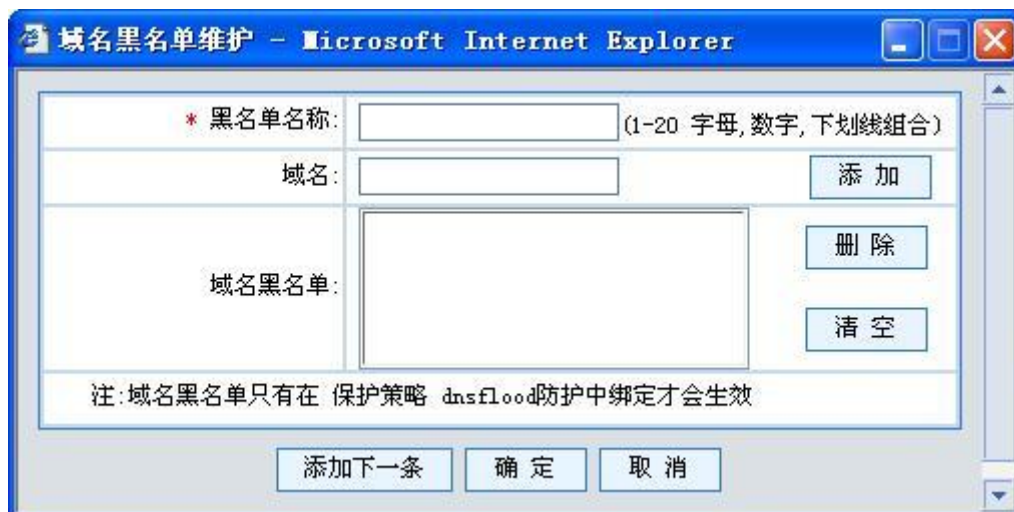 域名黑名单维护 - Microsoft Internet Explorer
* 黑名单名称: (1-20 字母,数字,下划线组合)
域名: 添 加
域名黑名单:
删 除
清 空
注:域名黑名单只有在 保护策略 dnsflood防护中绑定才会生效
添加下一条 确 定 取 消